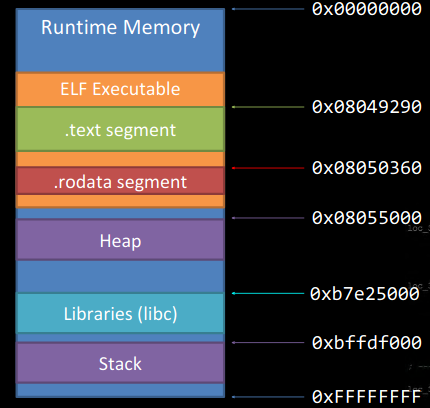 Runtime Memory
0x00000000
ELF Executable
0x08049290
.text segment
0x08050360
.rodata segment
0x08055000
Heap
0xb7e25000
Libraries (libc)
0xbffdf000
Stack
0xFFFFFFFF